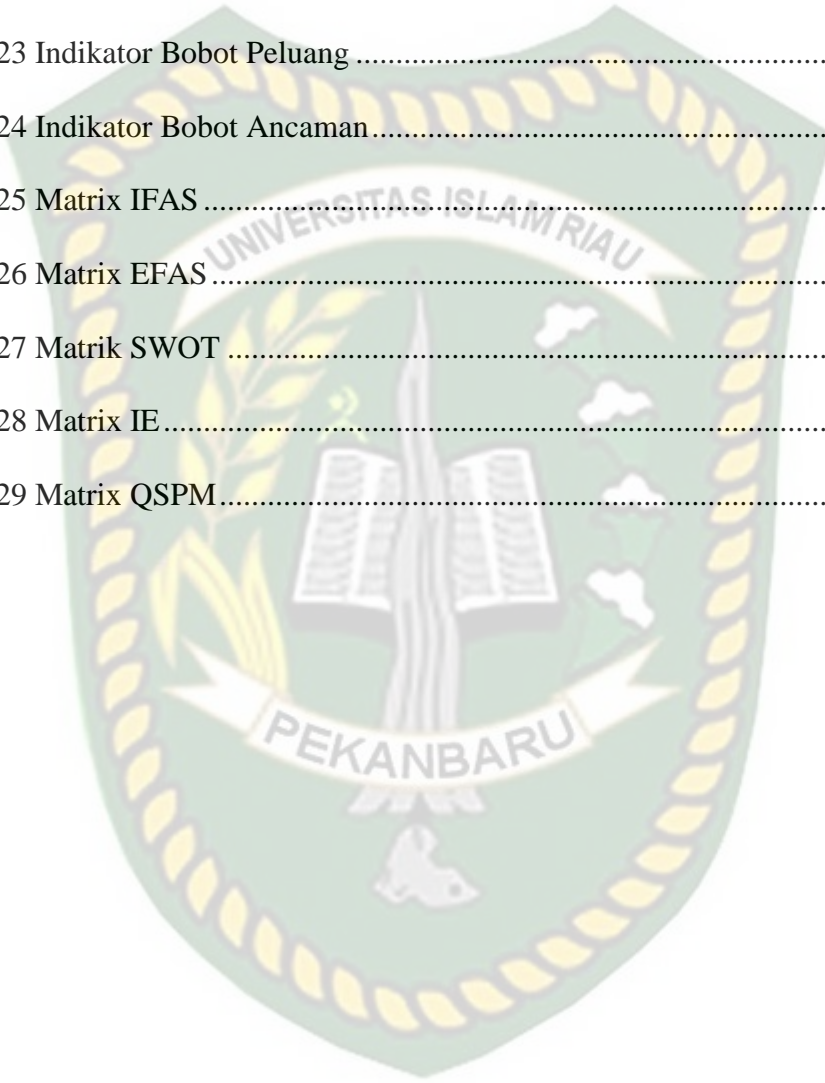 23 Indikator Bobot Peluang ..........................................................................
24 Indikator Bobot Ancaman.........................................................................
25 Matrix IFAS ................................................................................................
UNIVERSITAS ISLAM RIAU
26 Matrix EFAS...............................................................................................
27 Matrik SWOT .............................................................................................
28 Matrix IE.....................................................................................................
29 Matrix QSPM..............................................................................................
PEKANBARU